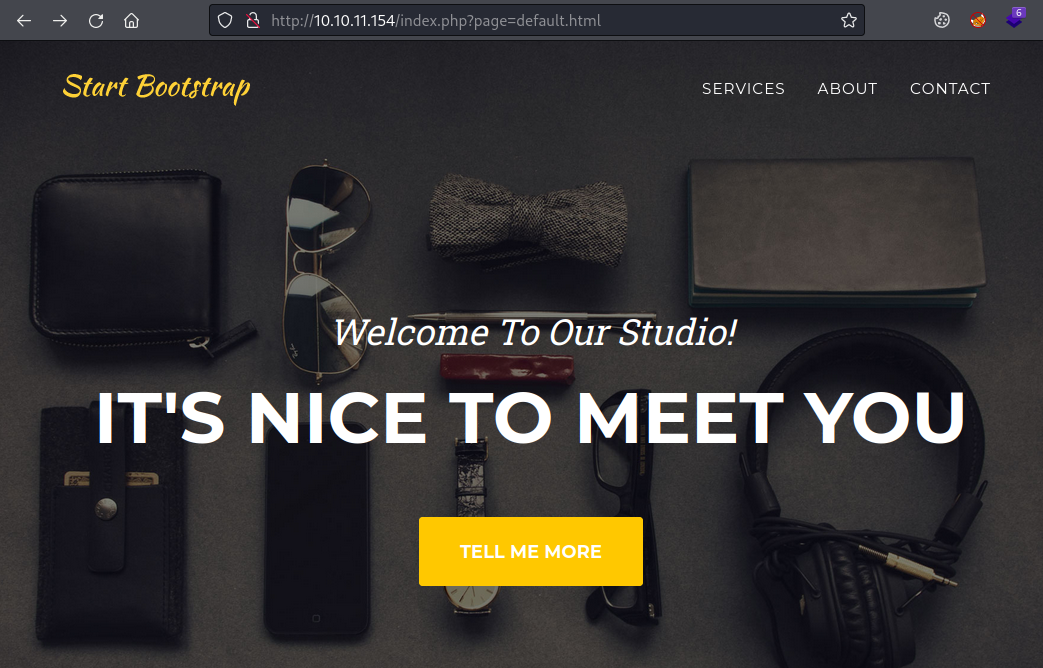 http://10.10.11.154/index.php?page=default.html
6
Start Bootstrap
SERVICES ABOUT CONTACT
Welcome To Our Studio!
IT'S NICE TO MEET YOU
TELL ME MORE